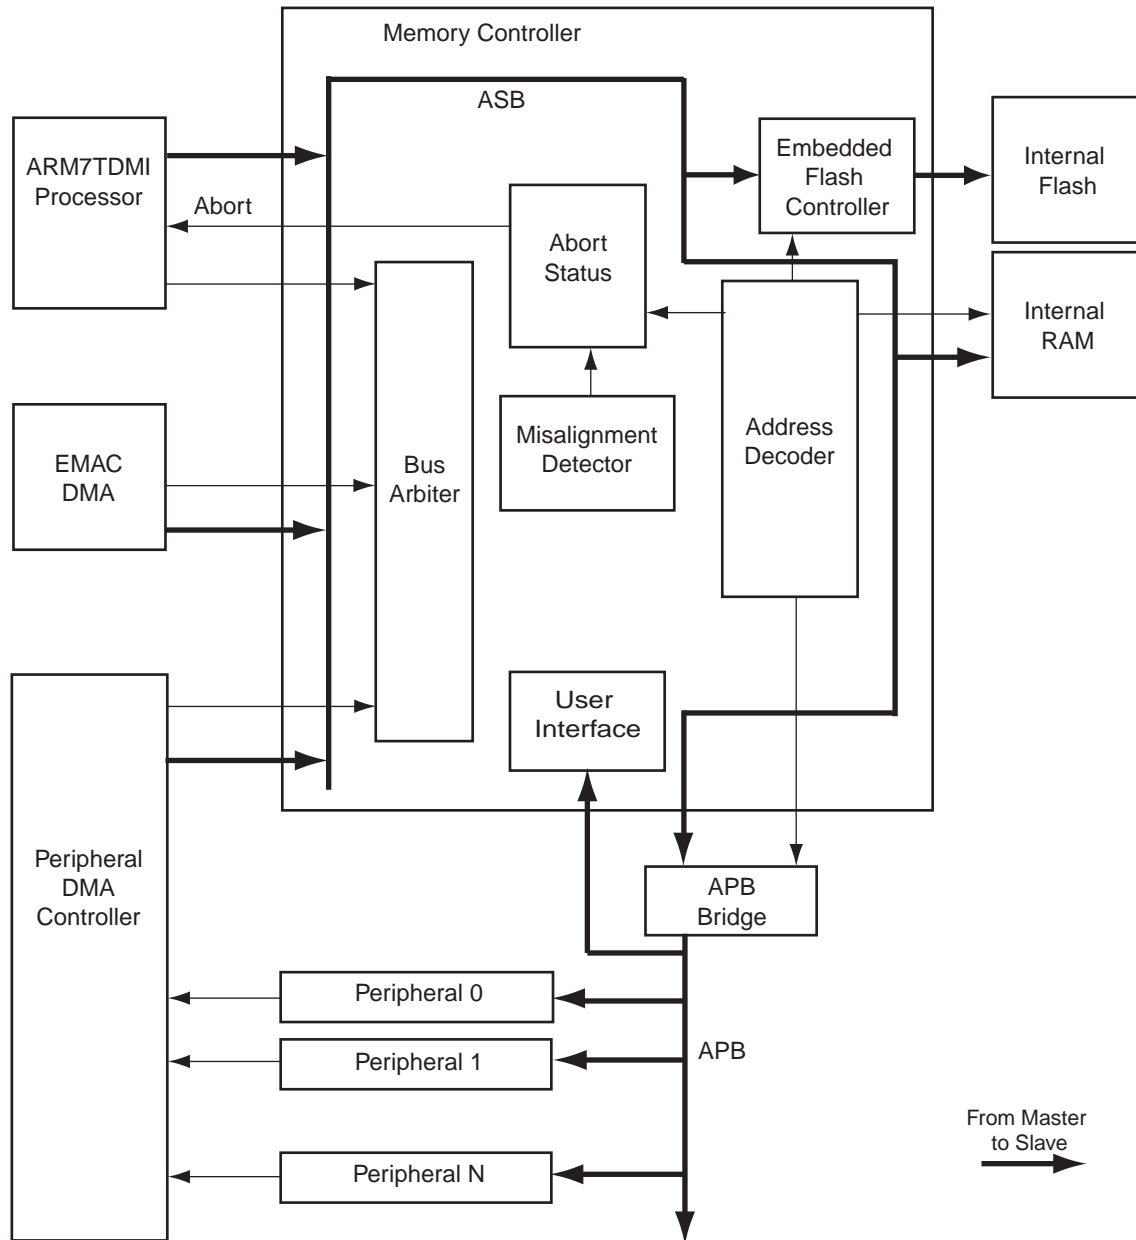 Memory Controller
ASB
ARM7TDMI
Processor
Abort
Embedded
Flash
Controller
Internal
Flash
Abort
Status
Internal
RAM
EMAC
DMA
Bus
Arbiter
Misalignment
Detector
Address
Decoder
User
Interface
Peripheral
DMA
Controller
APB
Bridge
Peripheral 0
Peripheral 1
APB
Peripheral N
From Master
to Slave